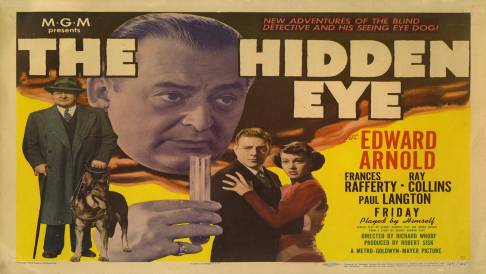 M-G-M
presents
NEW ADVENTURES OF THE BLIND
DETECTIVE AND HIS SEEING EYE DOG!
THE HIDDEN
EYE
EDWARD
ARNOLD
FRANCES RAFFERTY · RAY COLLINS
PAUL LANGTON
FRIDAY
Played by Himself
DIRECTED BY RICHARD WHORF
PRODUCED BY ROBERT SISK
A METRO-GOLDWYN-MAYER PICTURE